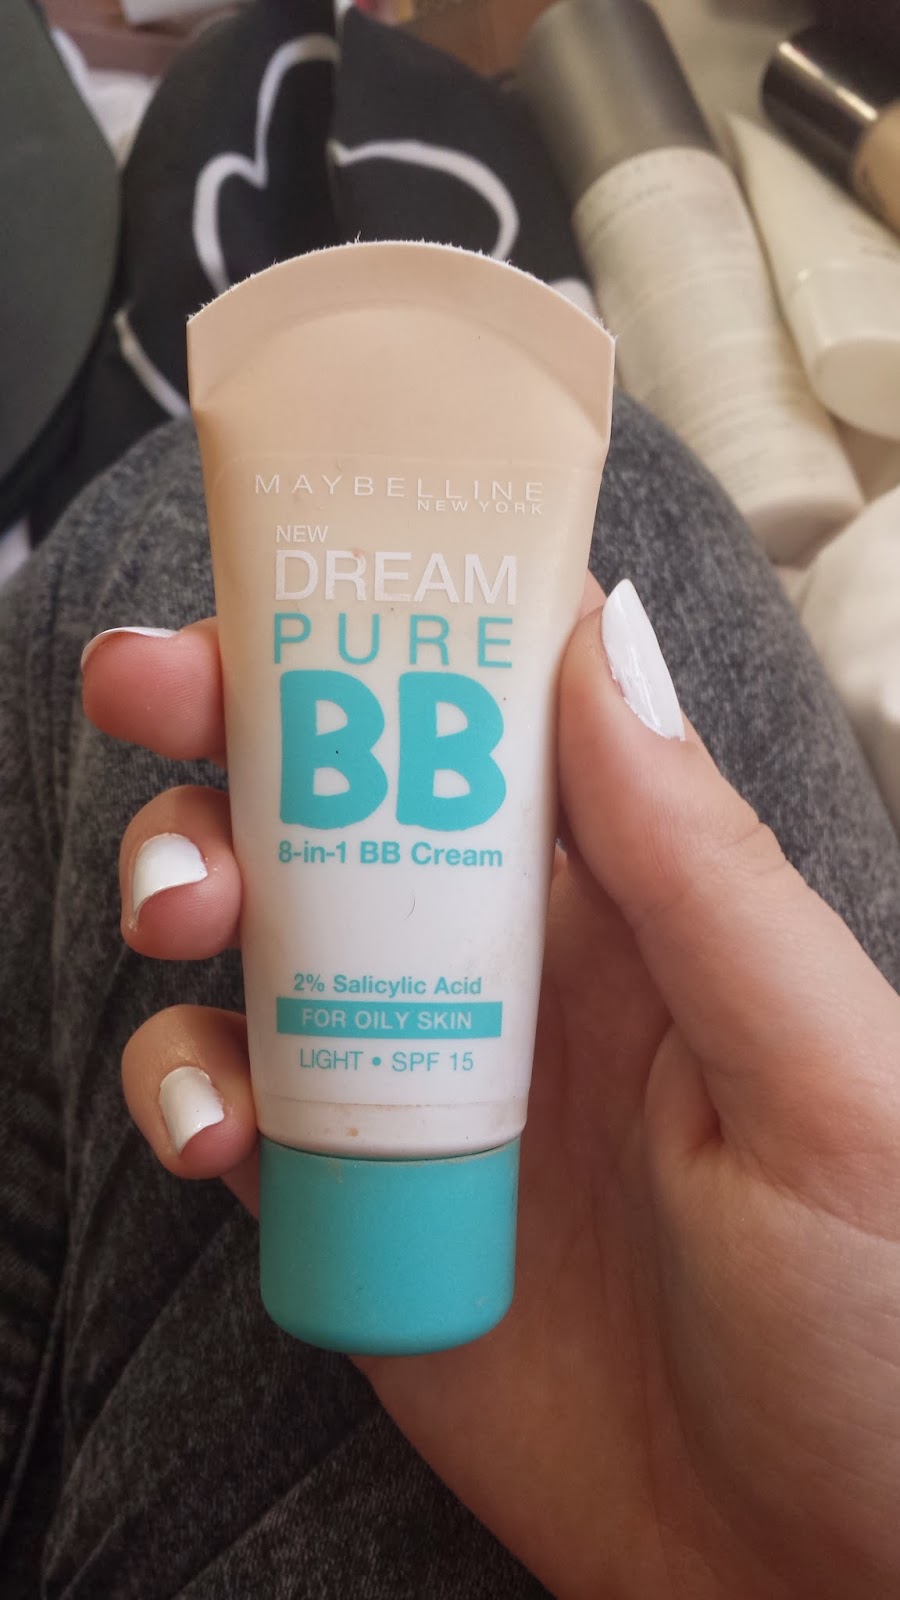 MAYBELLINE
NEW YORK
NEW
DREAM
PURE
BB
8-in-1 BB Cream
2% Salicylic Acid
FOR OILY SKIN
LIGHT • SPF 15